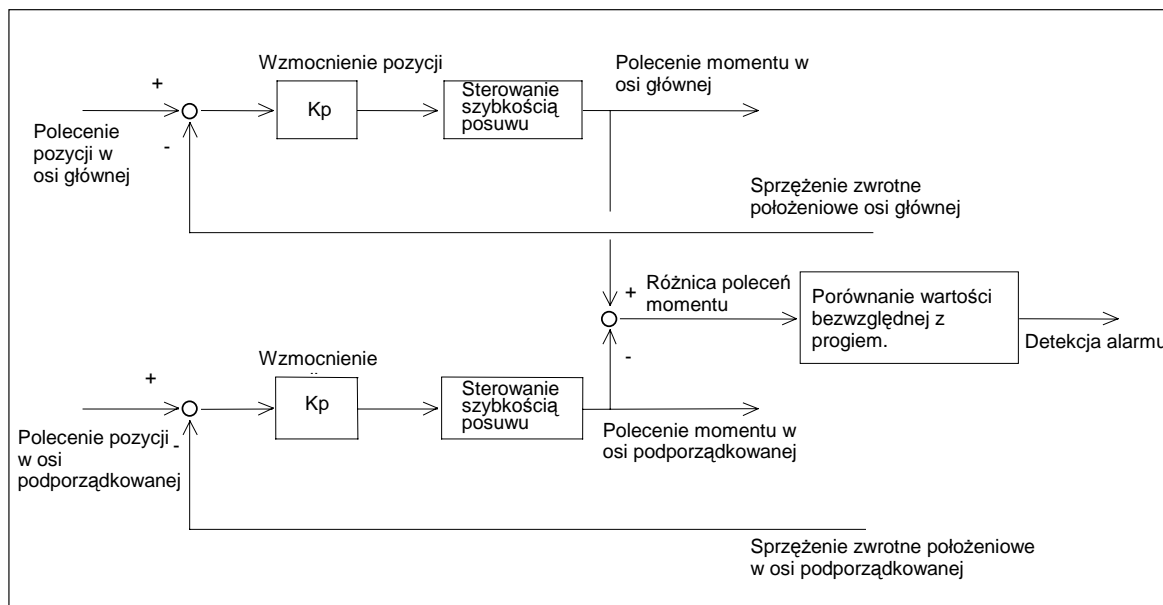 Wzmocnienie pozycji
Polecenie momentu w
osi głównej
+
Kp
Sterowanie
szybkością
posuwu
Polecenie
pozycji w
osi głównej
-
Sprzężenie zwrotne
położeniowe osi głównej
+
Różnica poleceń
momentu
Porównanie wartości
bezwzględnej z
progiem.
Detekcja alarmu
-
Wzmocnienie
+
Kp
Sterowanie
szybkością
posuwu
Polecenie momentu w
osi podporządkowanej
Polecenie pozycji
w osi
podporządkowanej
-
Sprzężenie zwrotne położeniowe
w osi podporządkowanej